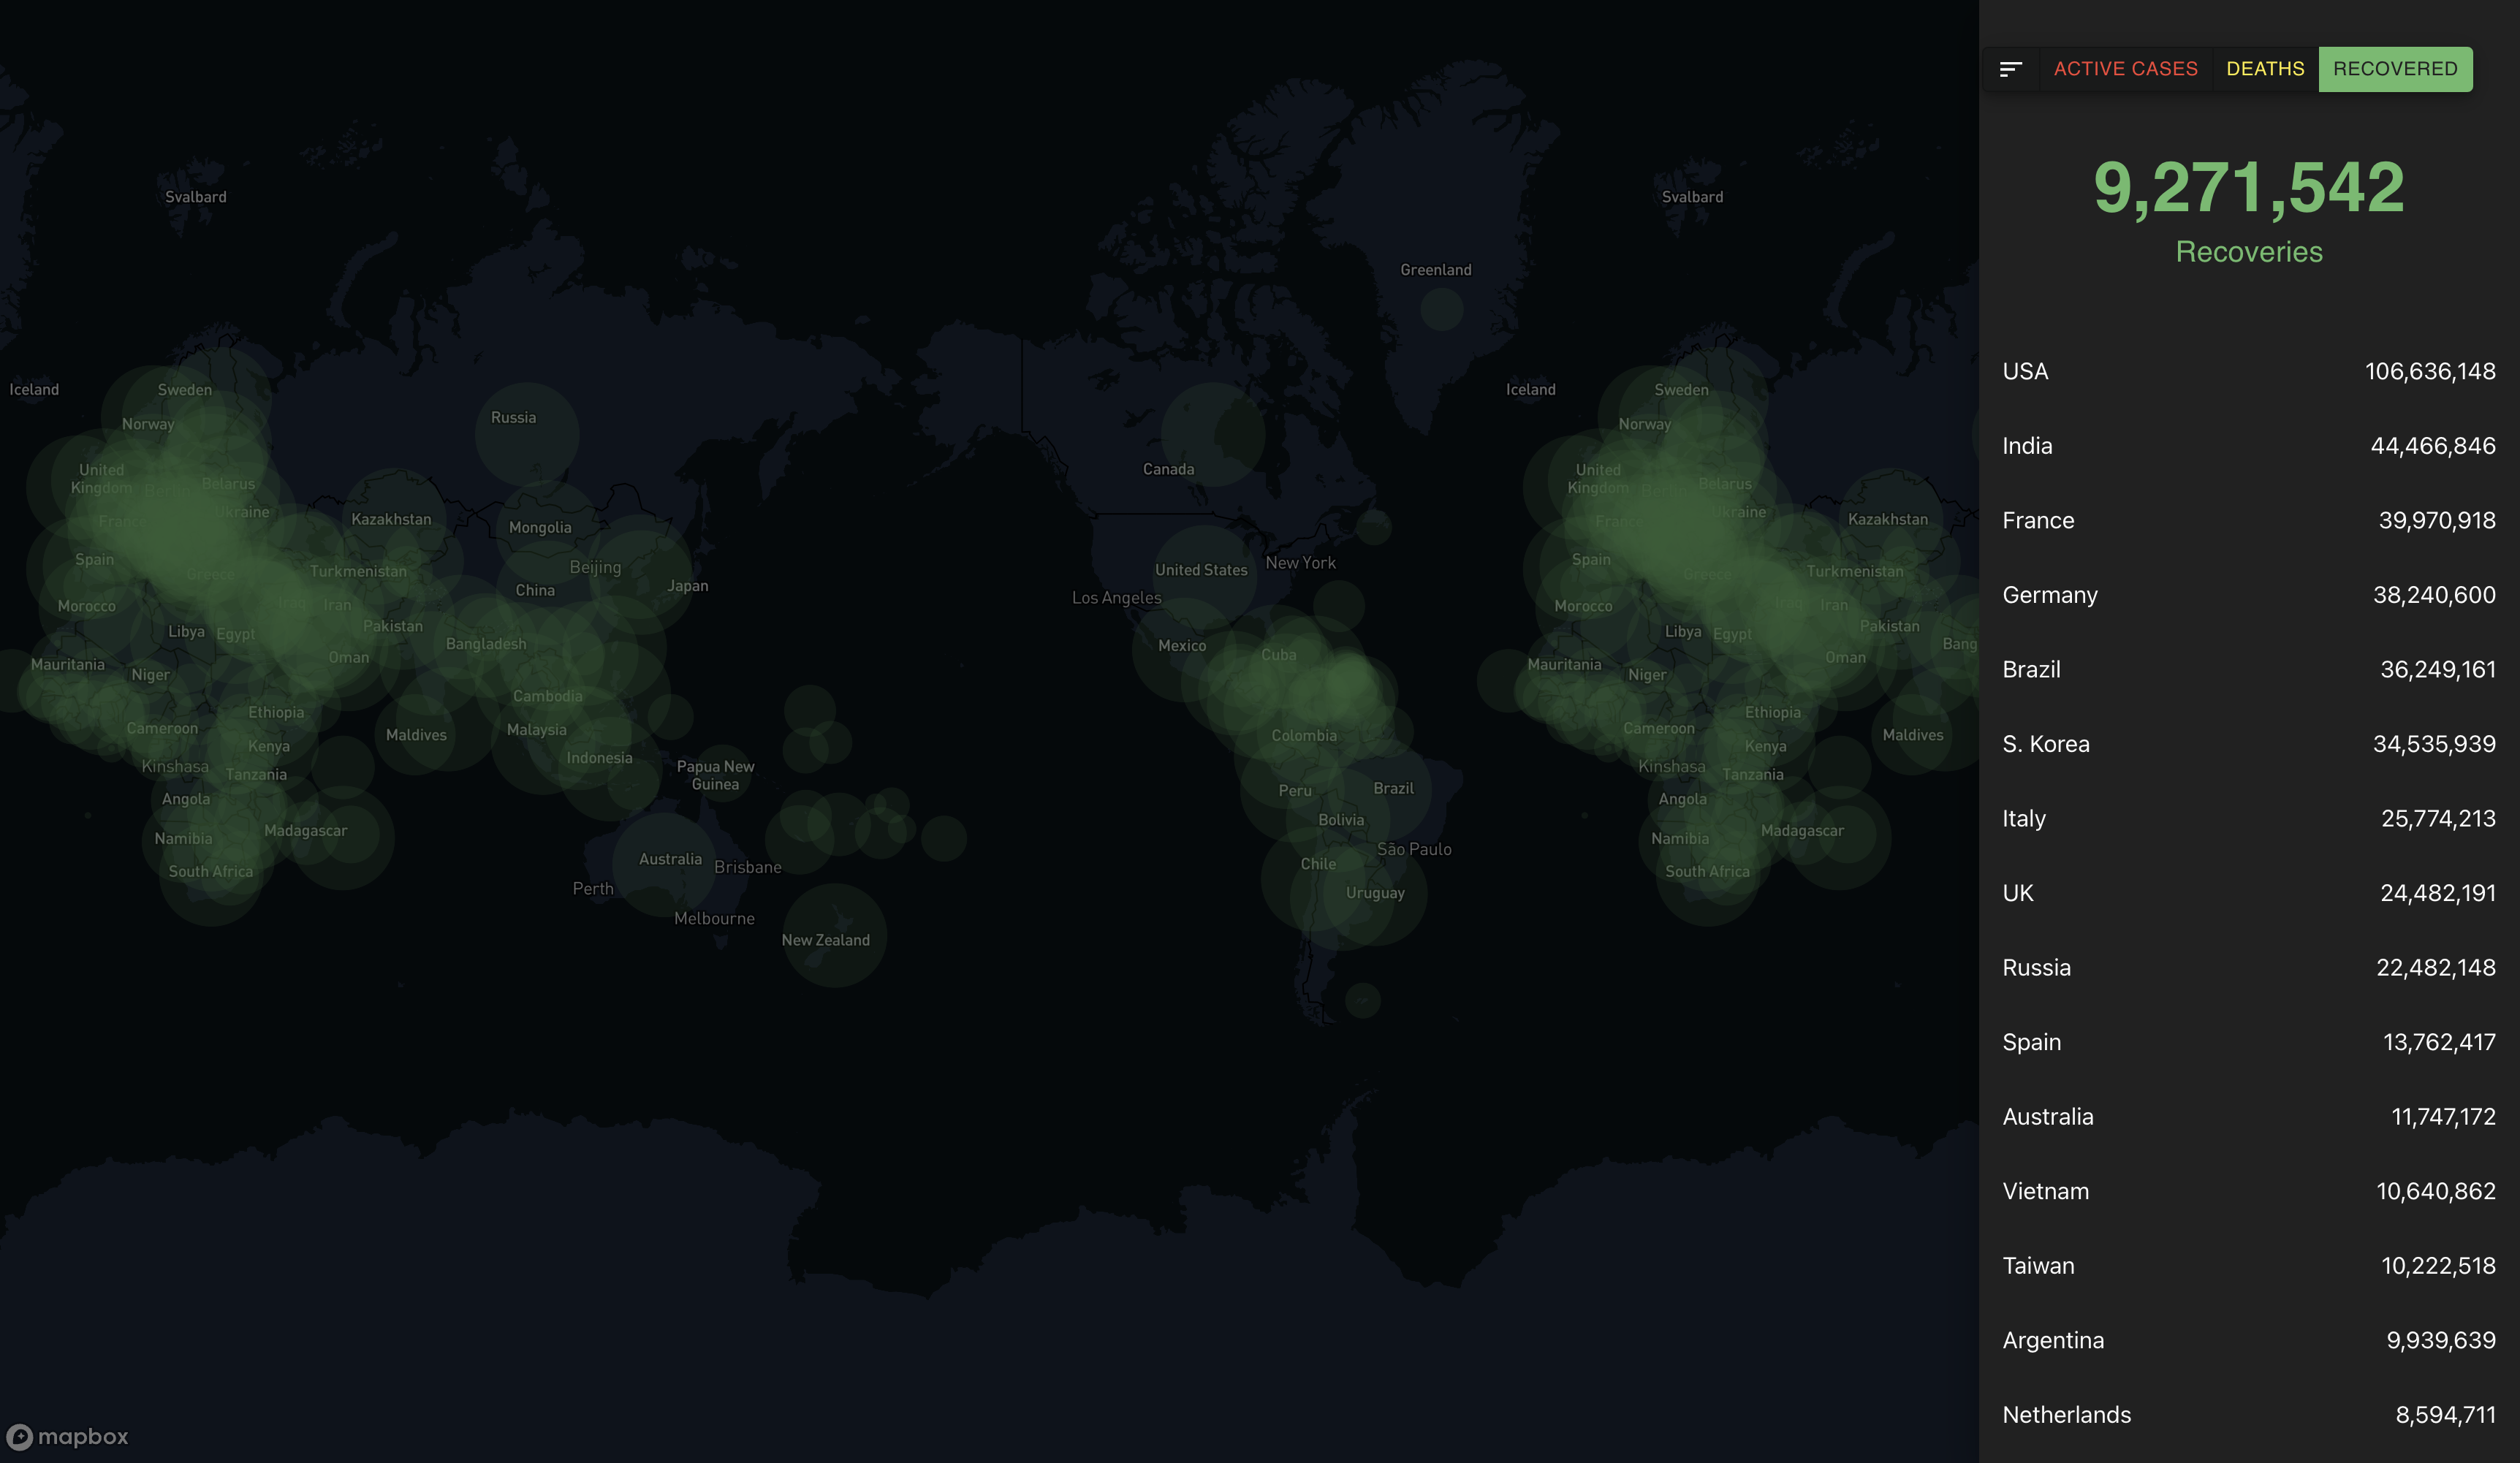 ACTIVE CASES
DEATHS
RECOVERED
9,271,542
Recoveries
USA 106,636,148
India 44,466,846
France 39,970,918
Germany 38,240,600
Brazil 36,249,161
S. Korea 34,535,939
Italy 25,774,213
UK 24,482,191
Russia 22,482,148
Spain 13,762,417
Australia 11,747,172
Vietnam 10,640,862
Taiwan 10,222,518
Argentina 9,939,639
Netherlands 8,594,711
Svalbard
Iceland
Sweden
Norway
United
Kingdom
Berlin
Belarus
France
Ukraine
Spain
Greece
Morocco
Libya
Egypt
Iraq
Iran
Turkmenistan
Kazakhstan
Russia
Mongolia
Beijing
China
Japan
Pakistan
Bangladesh
Oman
Mauritania
Niger
Ethiopia
Cameroon
Kenya
Kinshasa
Tanzania
Angola
Namibia
Madagascar
South Africa
Maldives
Cambodia
Malaysia
Indonesia
Papua New
Guinea
Australia
Brisbane
Perth
Melbourne
New Zealand
Greenland
Canada
United States
New York
Los Angeles
Mexico
Cuba
Colombia
Peru
Brazil
Bolivia
São Paulo
Chile
Uruguay
Svalbard
Iceland
Sweden
Norway
United
Kingdom
Berlin
Belarus
France
Ukraine
Spain
Greece
Morocco
Libya
Egypt
Iraq
Iran
Turkmenistan
Kazakhstan
Pakistan
Bang
Oman
Mauritania
Niger
Ethiopia
Cameroon
Kenya
Kinshasa
Tanzania
Angola
Namibia
Madagascar
South Africa
Maldives
mapbox